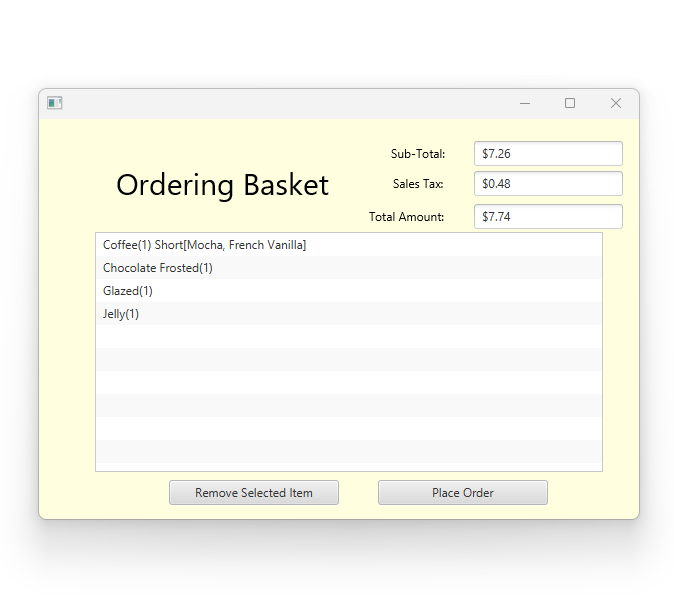 Sub-Total: $7.26
Ordering Basket
Sales Tax: $0.48
Total Amount: $7.74
Coffee(1) Short[Mocha, French Vanilla]
Chocolate Frosted(1)
Glazed(1)
Jelly(1)
Remove Selected Item
Place Order